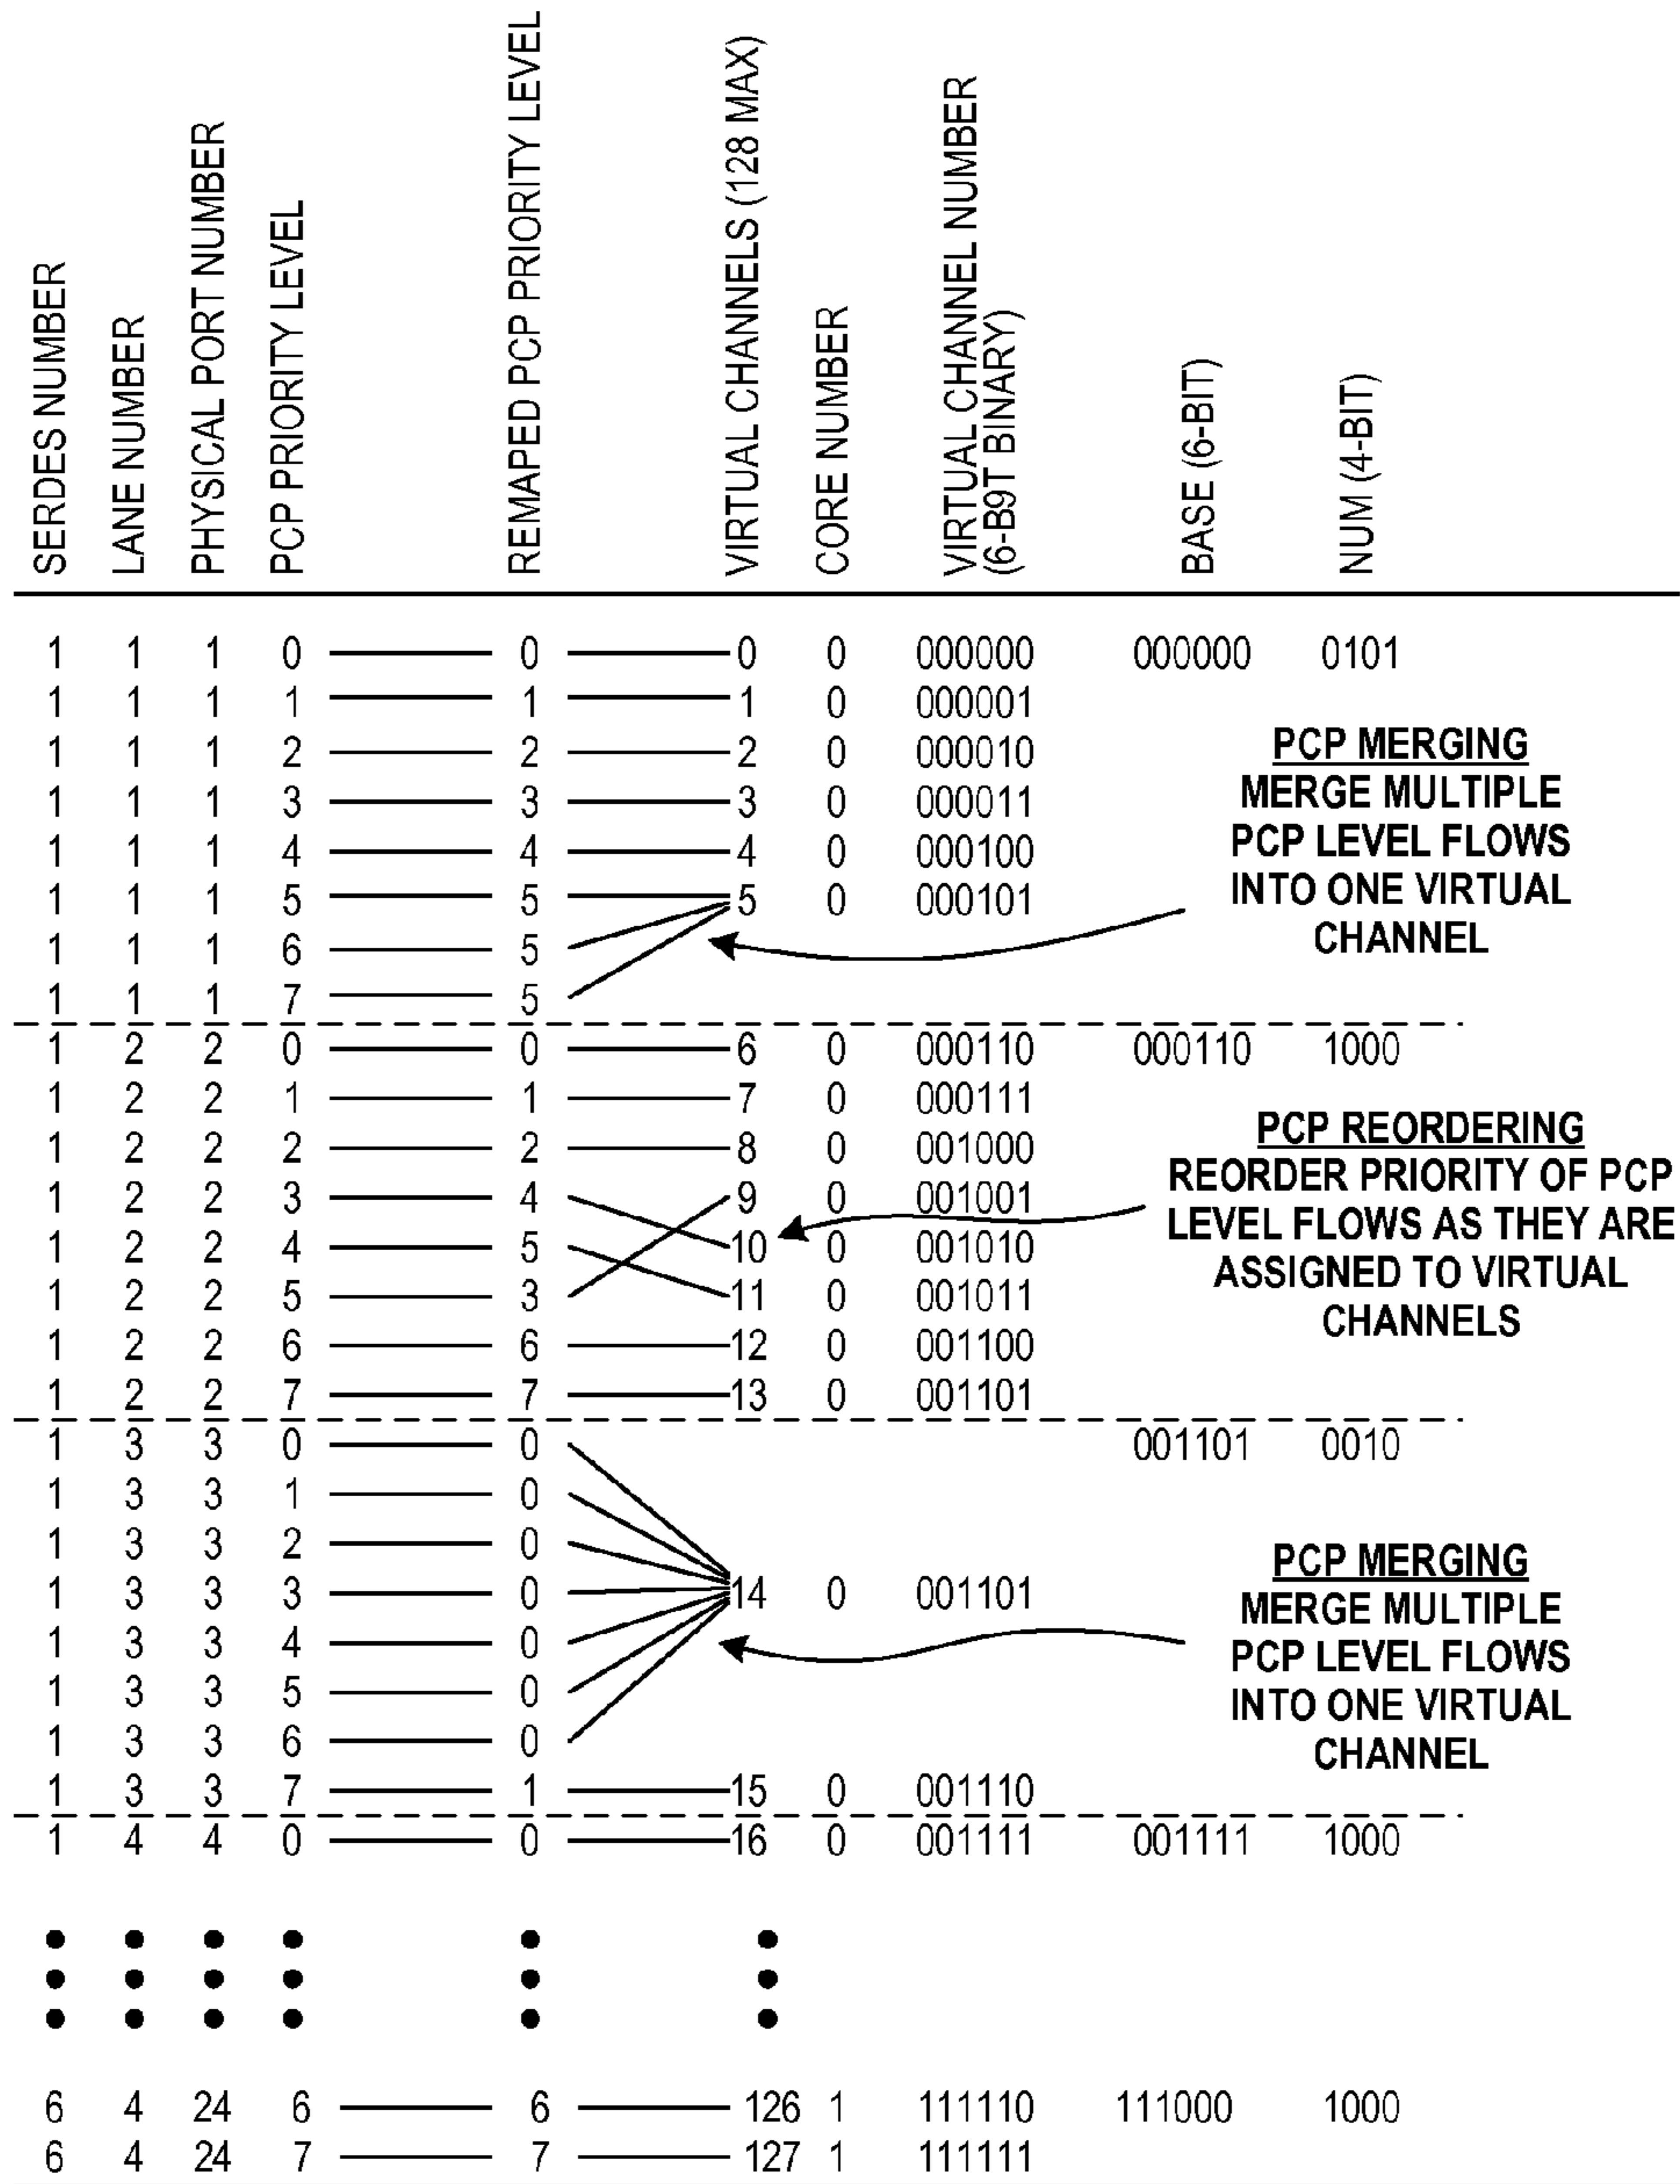 SERDES NUMBER
LANE NUMBER
PHYSICAL PORT NUMBER
PCP PRIORITY LEVEL
REMAPED PCP PRIORITY LEVEL
VIRTUAL CHANNELS (128 MAX)
CORE NUMBER
VIRTUAL CHANNEL NUMBER
(6-B9T BINARY)
BASE (6-BIT)
NUM (4-BIT)
1 1 1 0 0 0 0 000000 000000 0101
1 1 1 1 1 1 0 000001
1 1 1 2 2 2 0 000010
1 1 1 3 3 3 0 000011
1 1 1 4 4 4 0 000100
1 1 1 5 5 5 0 000101
1 1 1 6 5
1 1 1 7 5
PCP MERGING
MERGE MULTIPLE
PCP LEVEL FLOWS
INTO ONE VIRTUAL
CHANNEL
1 2 2 0 0 6 0 000110 000110 1000
1 2 2 1 1 7 0 000111
1 2 2 2 2 8 0 001000
1 2 2 3 4 9 0 001001
1 2 2 4 5 10 0 001010
1 2 2 5 3 11 0 001011
1 2 2 6 6 12 0 001100
1 2 2 7 7 13 0 001101
PCP REORDERING
REORDER PRIORITY OF PCP
LEVEL FLOWS AS THEY ARE
ASSIGNED TO VIRTUAL
CHANNELS
1 3 3 0 0 001101 0010
1 3 3 1 0
1 3 3 2 0
1 3 3 3 0 14 0 001101
1 3 3 4 0
1 3 3 5 0
1 3 3 6 0
1 3 3 7 1 15 0 001110
PCP MERGING
MERGE MULTIPLE
PCP LEVEL FLOWS
INTO ONE VIRTUAL
CHANNEL
1 4 4 0 0 16 0 001111 001111 1000
6 4 24 6 6 126 1 111110 111000 1000
6 4 24 7 7 127 1 111111